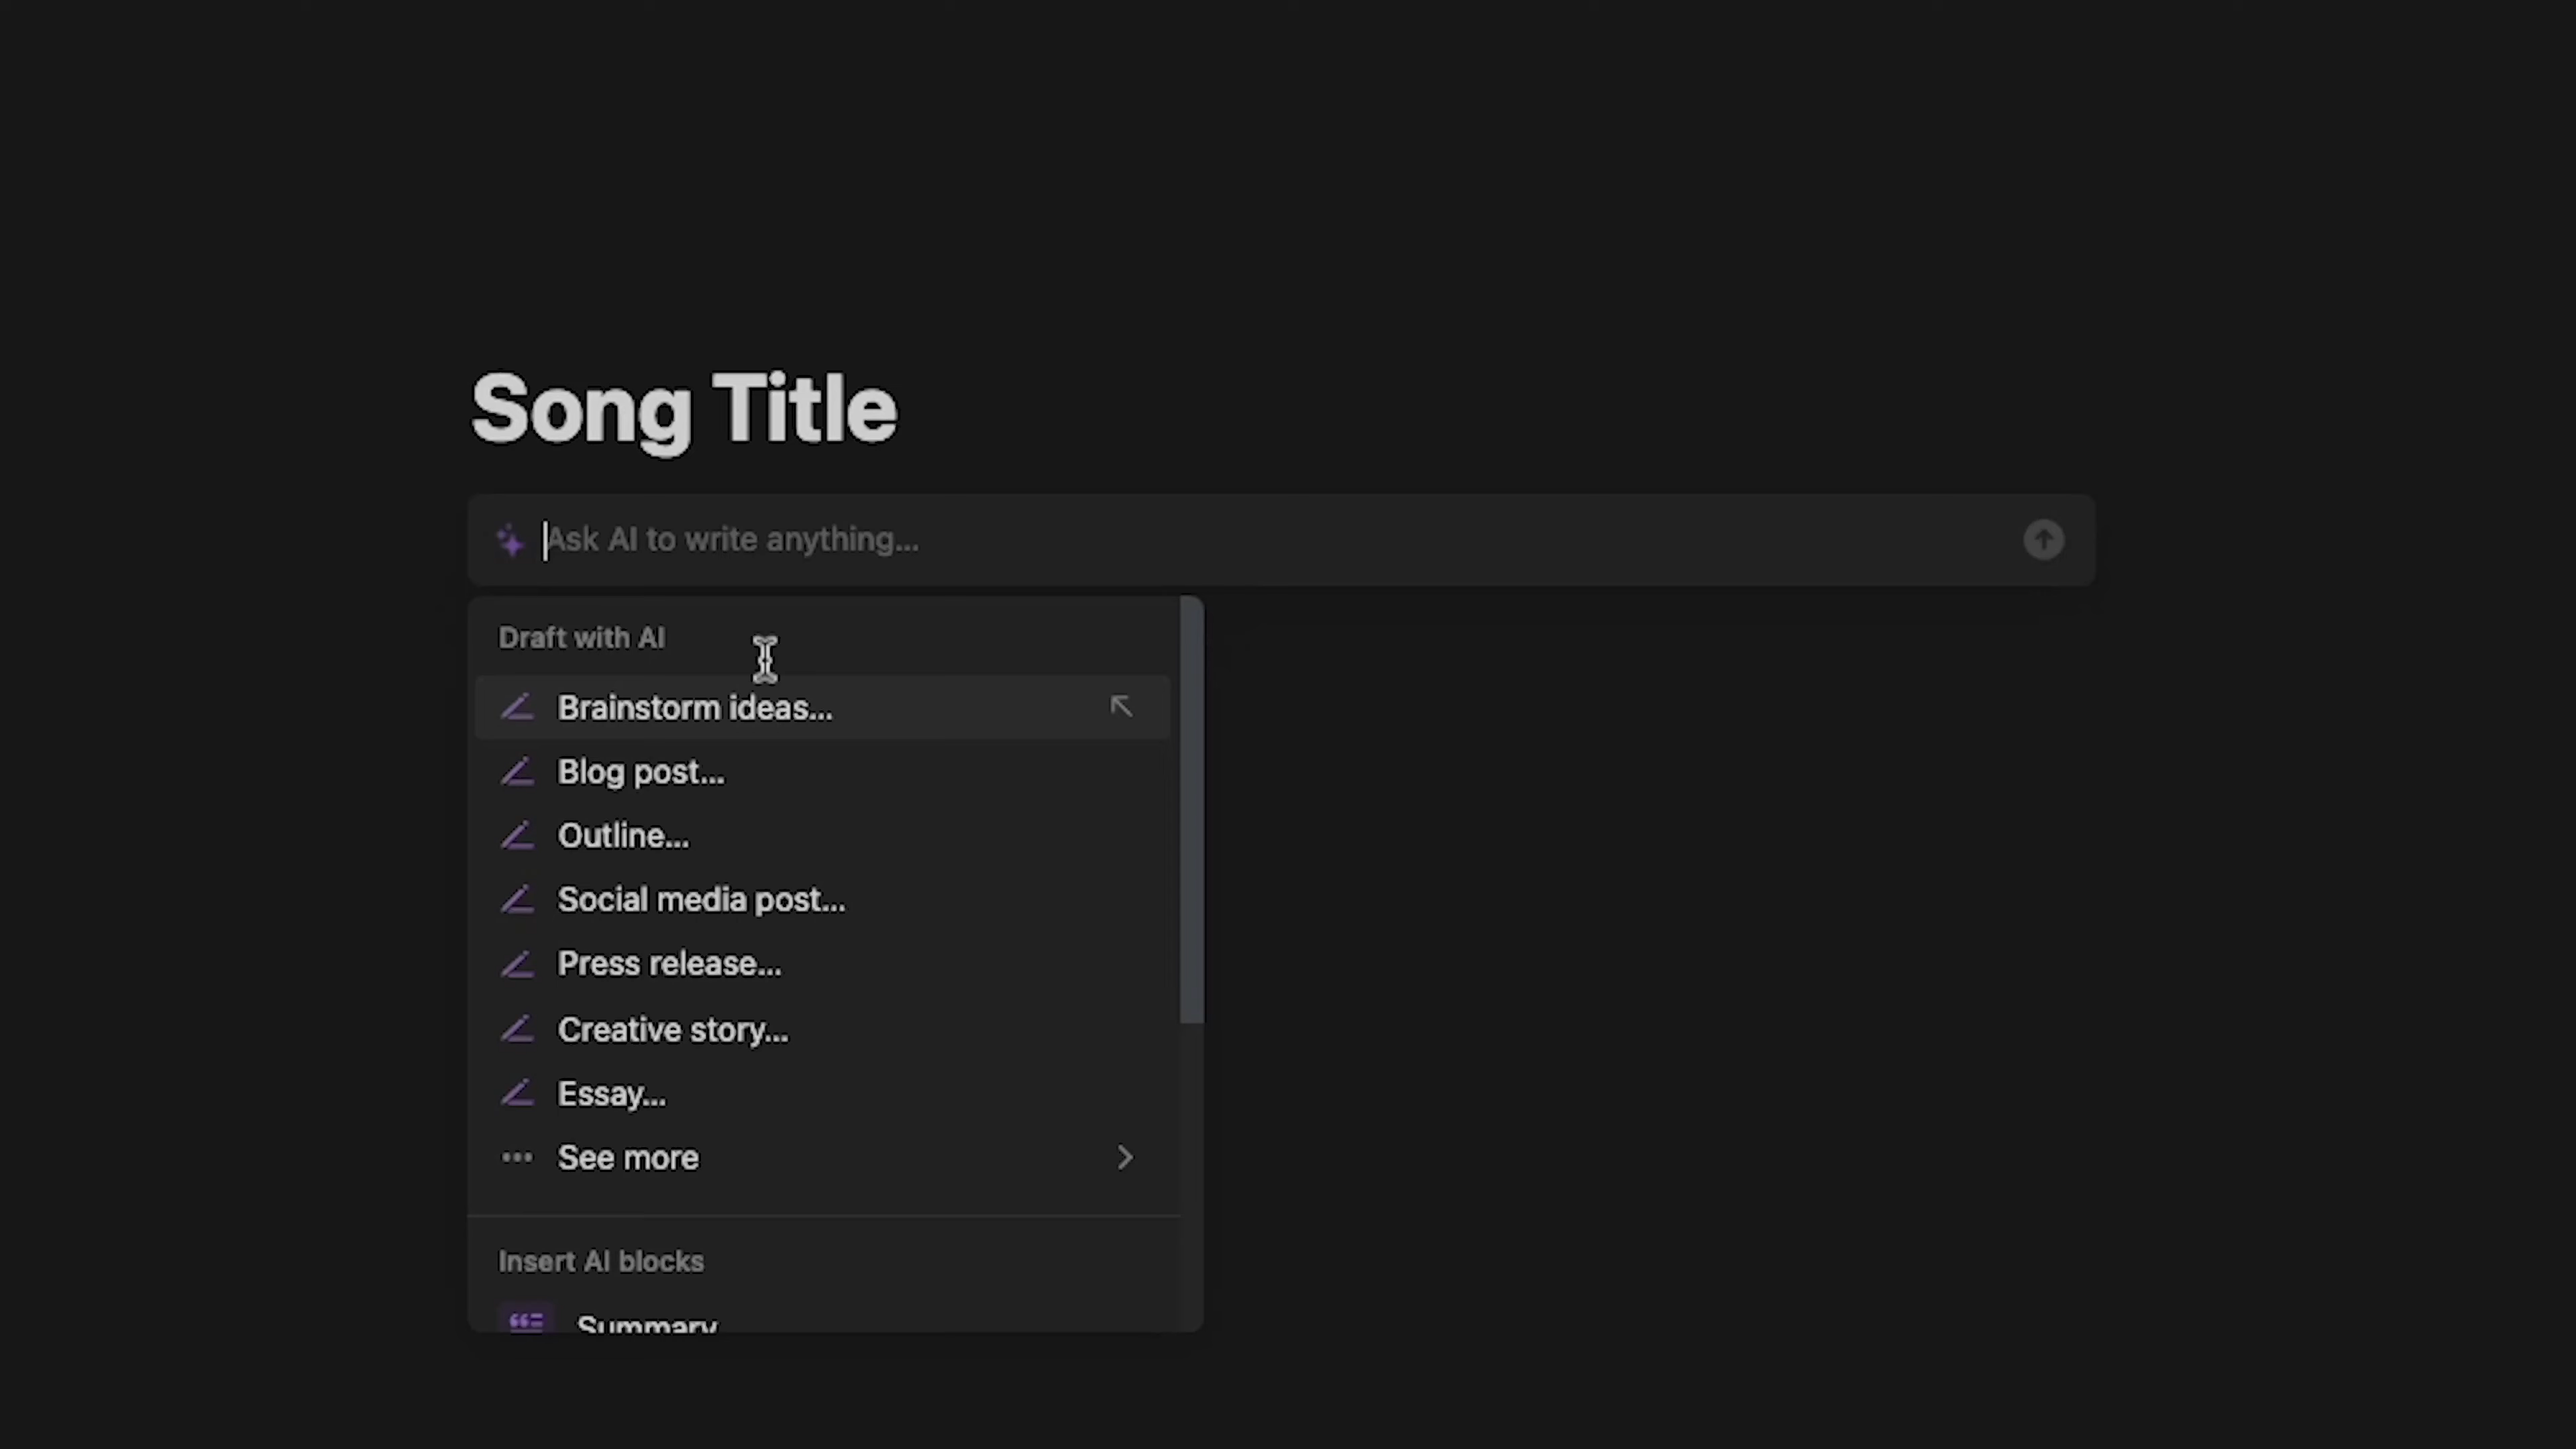 Song Title
Ask AI to write anything...
Draft with AI
Brainstorm ideas...
Blog post...
Outline...
Social media post...
Press release...
Creative story...
Essay...
See more
Insert AI blocks
Summary